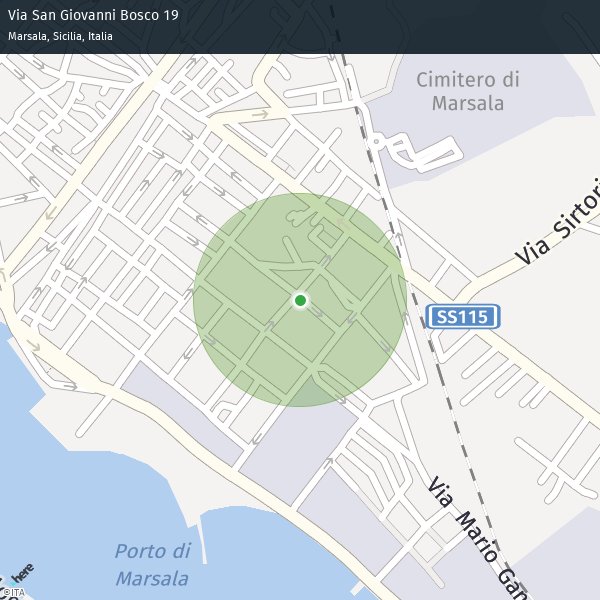 Via San Giovanni Bosco 19
Marsala, Sicilia, Italia
Cimitero di
Marsala
Via Sirtori
SS115
Via Mario Gan
Porto di
Marsala
here
©ITA